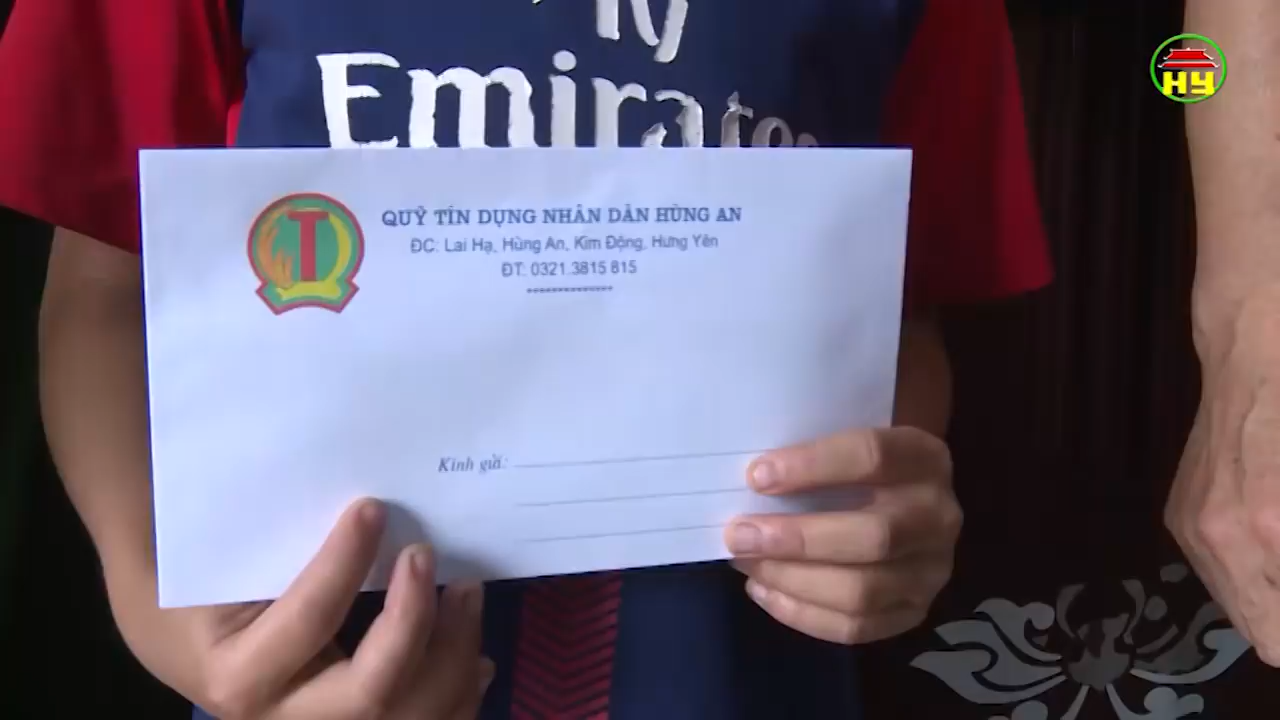 Fly
Emirates
HY
QUỸ TÍN DỤNG NHÂN DÂN HÙNG AN
ĐC: Lai Hạ, Hùng An, Kim Động, Hưng Yên
ĐT: 0321.3815 815
Kính gửi:
T